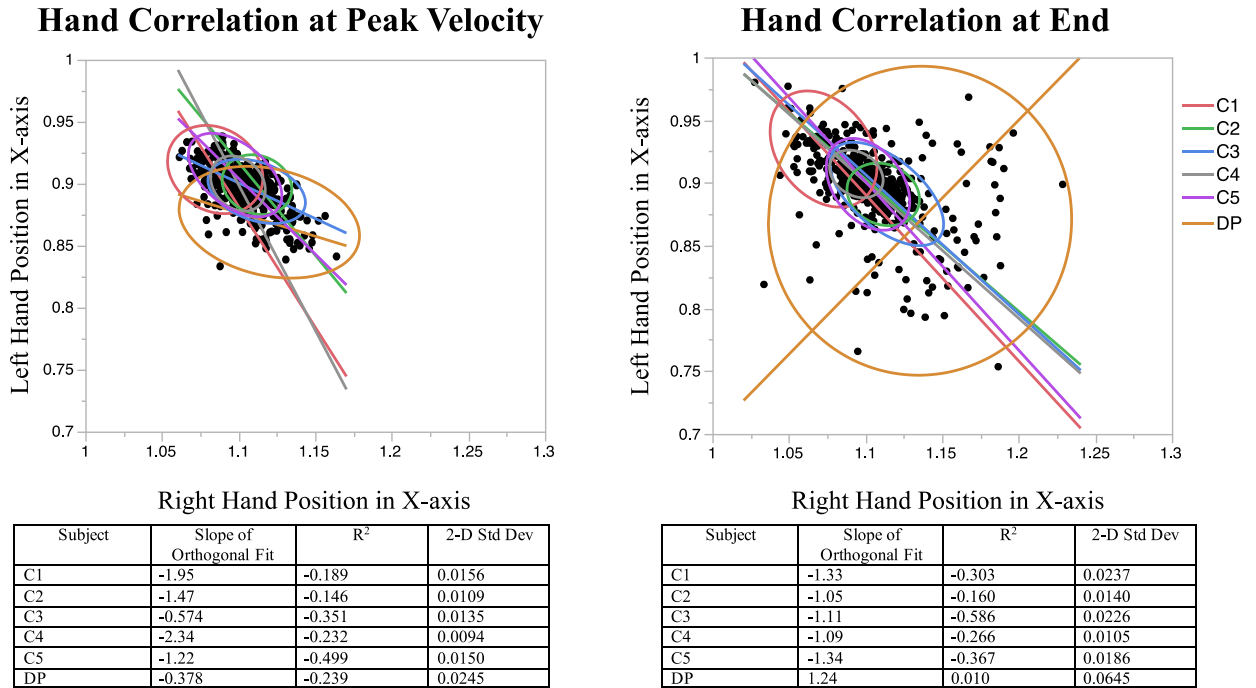 Hand Correlation at Peak Velocity
Hand Correlation at End
Left Hand Position in X-axis
1
0.95
0.9
0.85
0.8
0.75
0.7
1 1.05 1.1 1.15 1.2 1.25 1.3
Right Hand Position in X-axis
Left Hand Position in X-axis
1
0.95
0.9
0.85
0.8
0.75
0.7
1 1.05 1.1 1.15 1.2 1.25 1.3
Right Hand Position in X-axis
C1
C2
C3
C4
C5
DP
Subject Slope of R² 2-D Std Dev
Orthogonal Fit
C1 -1.95 -0.189 0.0156
C2 -1.47 -0.146 0.0109
C3 -0.574 -0.351 0.0135
C4 -2.34 -0.232 0.0094
C5 -1.22 -0.499 0.0150
DP -0.378 -0.239 0.0245
Subject Slope of R² 2-D Std Dev
Orthogonal Fit
C1 -1.33 -0.303 0.0237
C2 -1.05 -0.160 0.0140
C3 -1.11 -0.586 0.0226
C4 -1.09 -0.266 0.0105
C5 -1.34 -0.367 0.0186
DP 1.24 0.010 0.0645